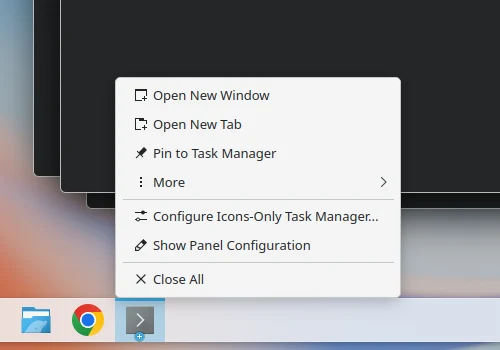 Open New Window
Open New Tab
Pin to Task Manager
More
Configure Icons-Only Task Manager...
Show Panel Configuration
Close All